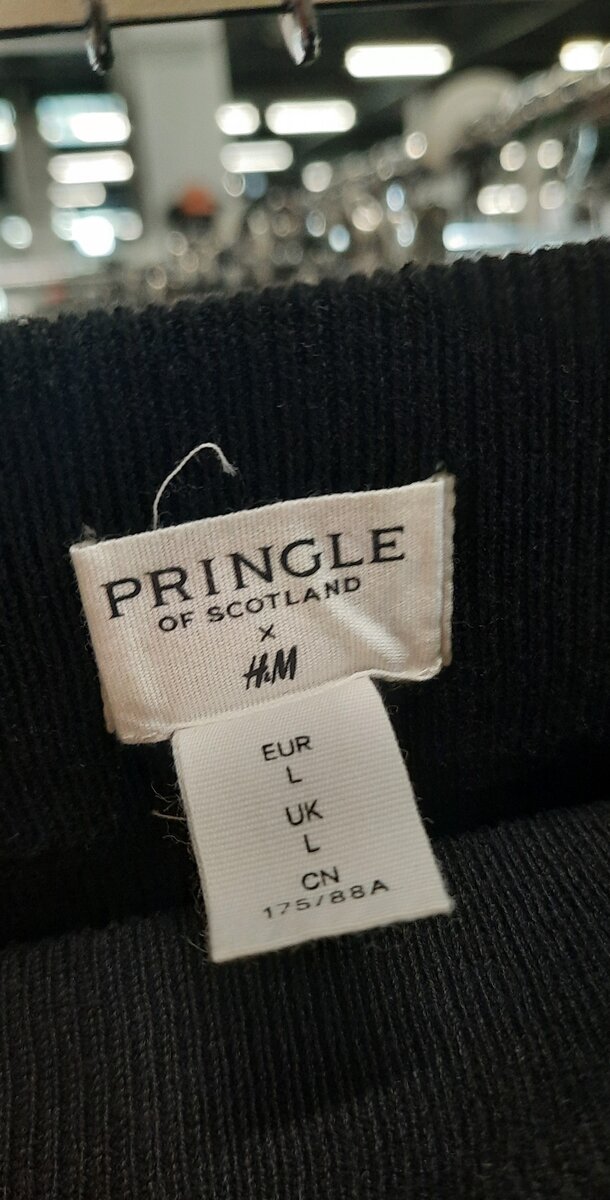 PRINGLE
OF SCOTLAND
x
H&M
EUR
L
UK
L
CN
175/88A